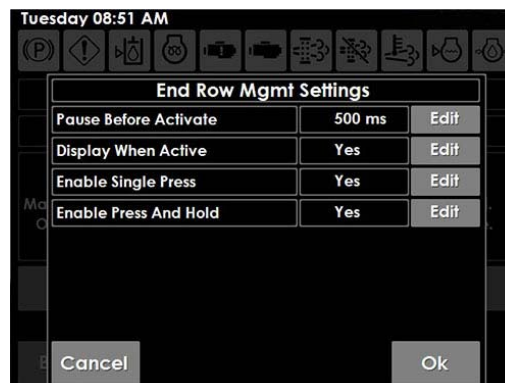 Tuesday 08:51 AM
(P)
End Row Mgmt Settings
Pause Before Activate 500 ms Edit
Display When Active Yes Edit
Enable Single Press Yes Edit
Enable Press And Hold Yes Edit
Cancel Ok